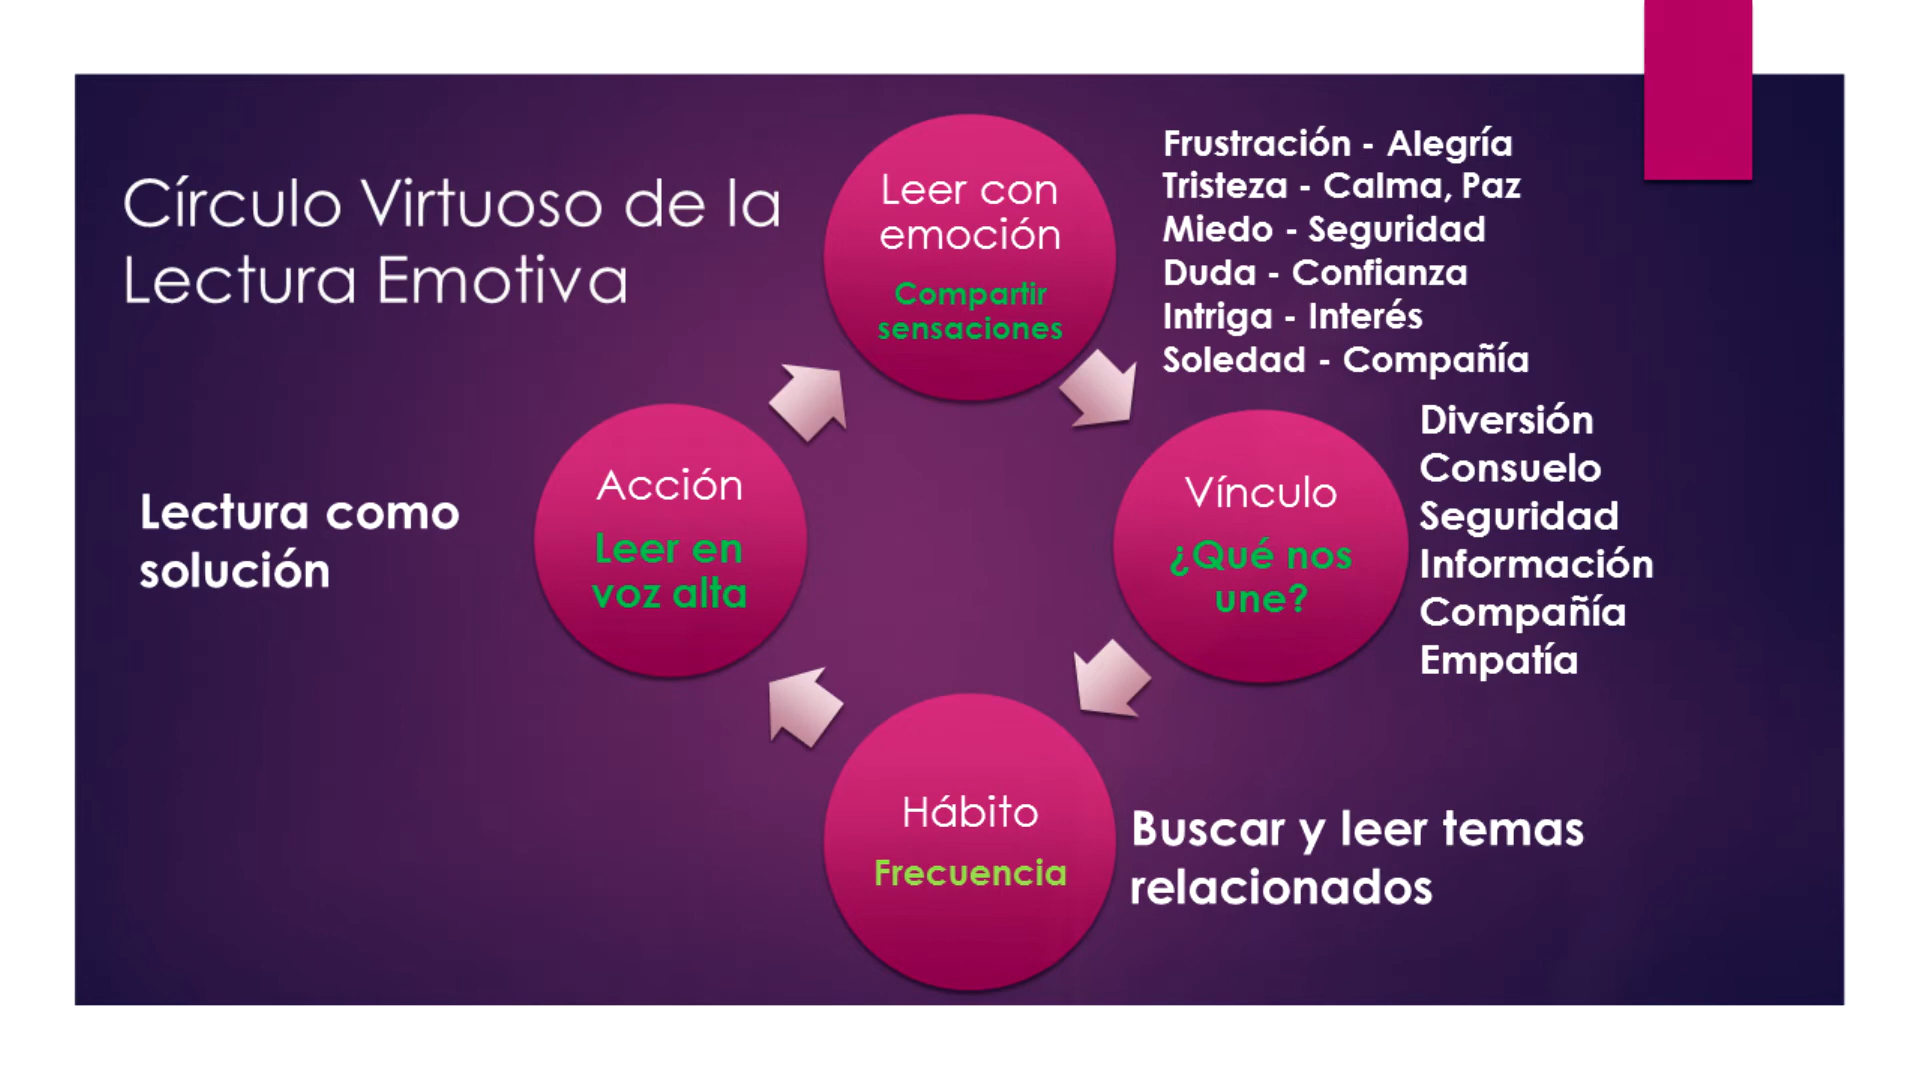 Círculo Virtuoso de la
Lectura Emotiva
Leer con
emoción
Compartir
sensaciones
Frustración - Alegría
Tristeza - Calma, Paz
Miedo - Seguridad
Duda - Confianza
Intriga - Interés
Soledad - Compañía
Vínculo
¿Qué nos
une?
Diversión
Consuelo
Seguridad
Información
Compañía
Empatía
Hábito
Frecuencia
Buscar y leer temas
relacionados
Acción
Leer en
voz alta
Lectura como
solución